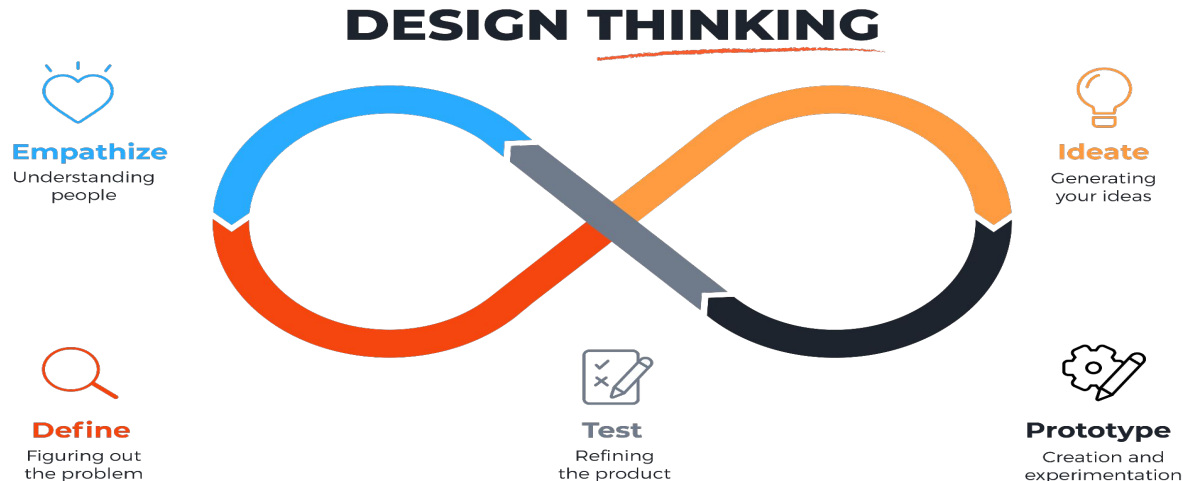 DESIGN THINKING
Empathize
Understanding
people
Ideate
Generating
your ideas
Define
Figuring out
the problem
Test
Refining
the product
Prototype
Creation and
experimentation